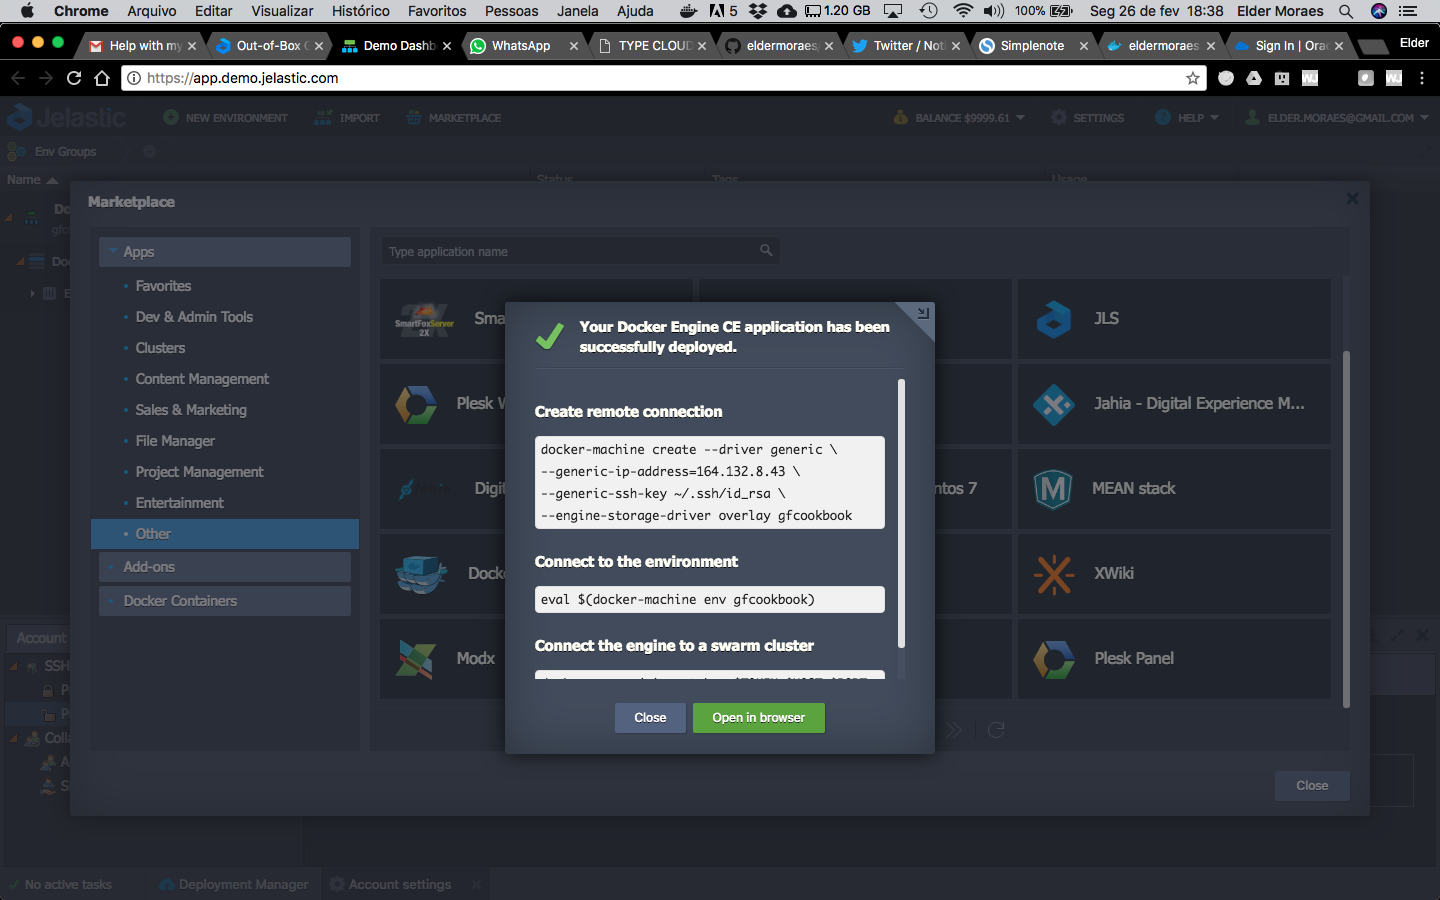 Chrome Arquivo Editar Visualizar Histórico Favoritos Pessoas Janela Ajuda 5 1.20 GB 100% Seg 26 de fev 18:38 Elder Moraes
Help with my Out-of-Box Demo Dashb WhatsApp TYPE CLOUD eldermoraes/ Twitter / Not Simplenote eldermoraes Sign In | Ora Elder
https://app.demo.jelastic.com
Jelastic NEW ENVIRONMENT IMPORT MARKETPLACE BALANCE $9999.61 SETTINGS HELP ELDER.MORAES@GMAIL.COM
Env Groups
Name Status Tags Usage
Marketplace
Apps
Favorites
Dev & Admin Tools
Clusters
Content Management
Sales & Marketing
File Manager
Project Management
Entertainment
Other
Add-ons
Docker Containers
Type application name
SmartFoxServer
2X
Sma
JLS
Plesk W
Jahia - Digital Experience M...
Digit
ntos 7
MEAN stack
Docke
XWiki
Modx
Plesk Panel
Close
Your Docker Engine CE application has been
successfully deployed.
Create remote connection
docker-machine create --driver generic \
--generic-ip-address=164.132.8.43 \
--generic-ssh-key ~/.ssh/id_rsa \
--engine-storage-driver overlay gfcookbook
Connect to the environment
eval $(docker-machine env gfcookbook)
Connect the engine to a swarm cluster
Close Open in browser
Account
SSH
Colla
No active tasks Deployment Manager Account settings